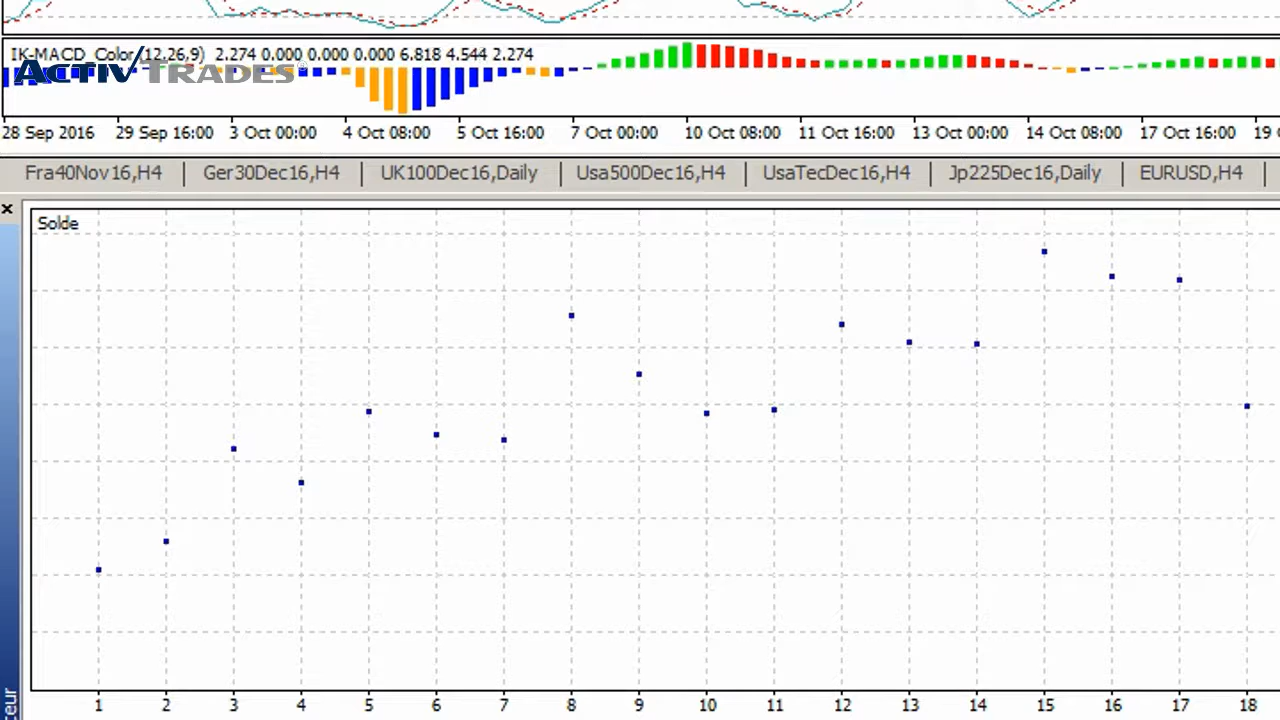 IK-MACD_Color (12,26,9) 2.274 0.000 0.000 0.000 6.818 4.544 2.274
ACTIVTRADES®
28 Sep 2016 29 Sep 16:00 3 Oct 00:00 4 Oct 08:00 5 Oct 16:00 7 Oct 00:00 10 Oct 08:00 11 Oct 16:00 13 Oct 00:00 14 Oct 08:00 17 Oct 16:00 19
Fra40Nov16,H4 Ger30Dec16,H4 UK100Dec16,Daily Usa500Dec16,H4 UsaTecDec16,H4 Jp225Dec16,Daily EURUSD,H4
Solde
1 2 3 4 5 6 7 8 9 10 11 12 13 14 15 16 17 18